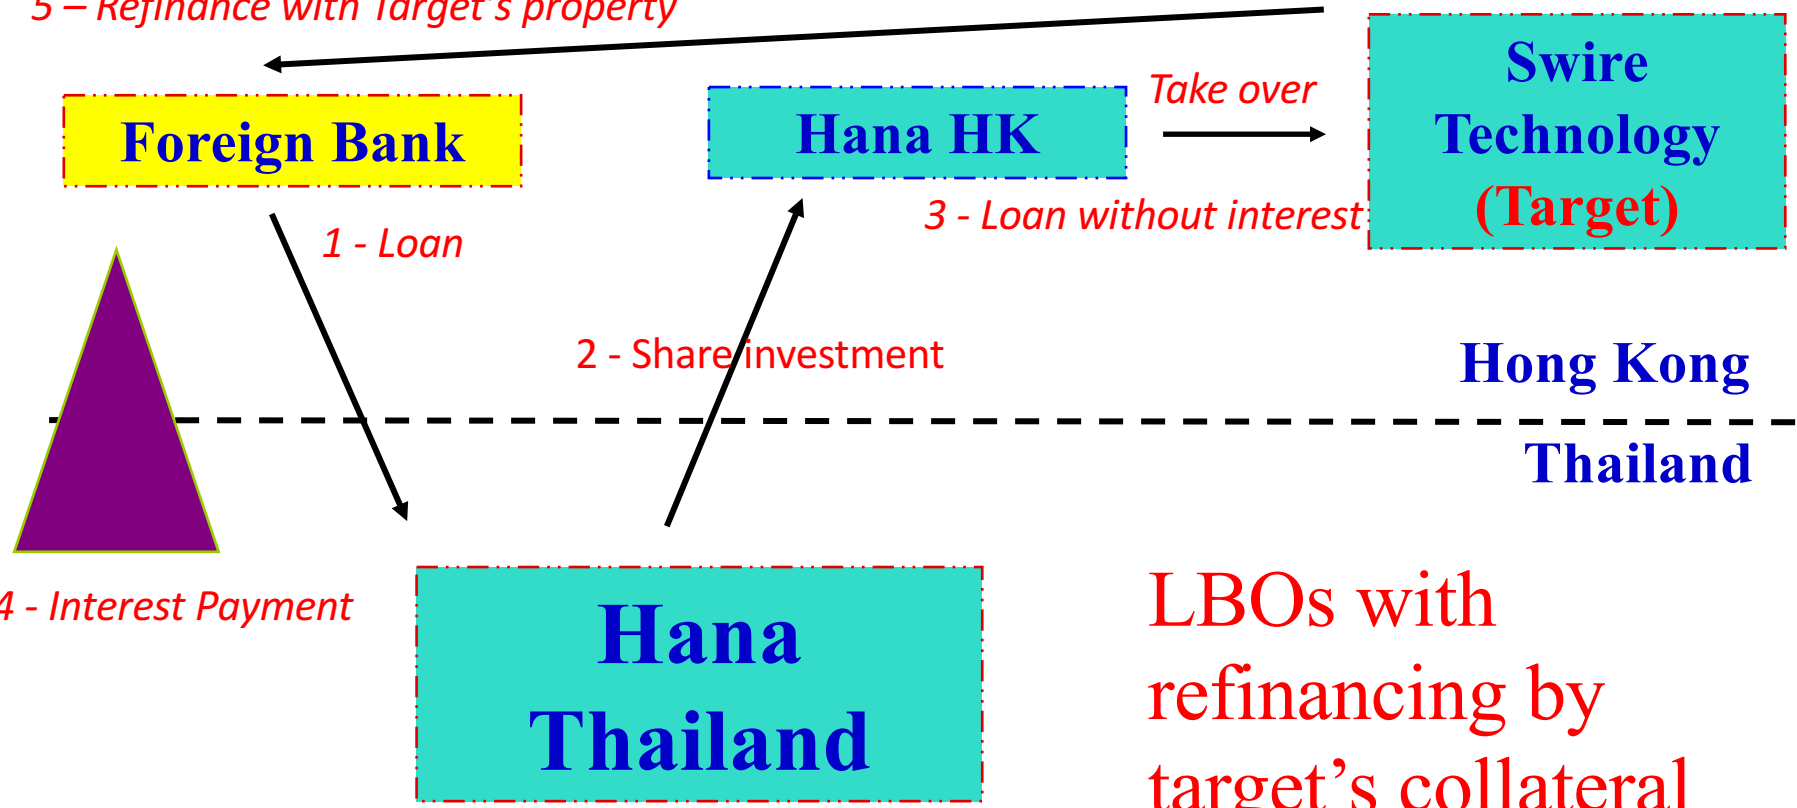 5 – Refinance with Target's property
Swire
Technology
(Target)
Take over
Foreign Bank
Hana HK
3 - Loan without interest
1 - Loan
2 - Share investment
Hong Kong
Thailand
4 - Interest Payment
Hana
Thailand
LBOs with
refinancing by
target’s collateral